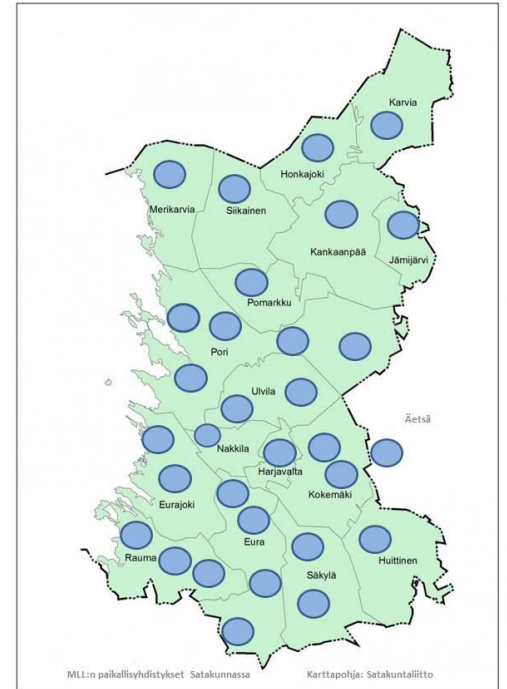 Karvia
Honkajoki
Merikarvia
Siikainen
Kankaanpää
Jämijärvi
Pomarkku
Pori
Ulvila
Äetsä
Nakkila
Harjavalta
Kokemäki
Eurajoki
Eura
Rauma
Säkylä
Huittinen
MLL:n paikallisyhdistykset Satakunnassa
Karttapohja: Satakuntaliitto